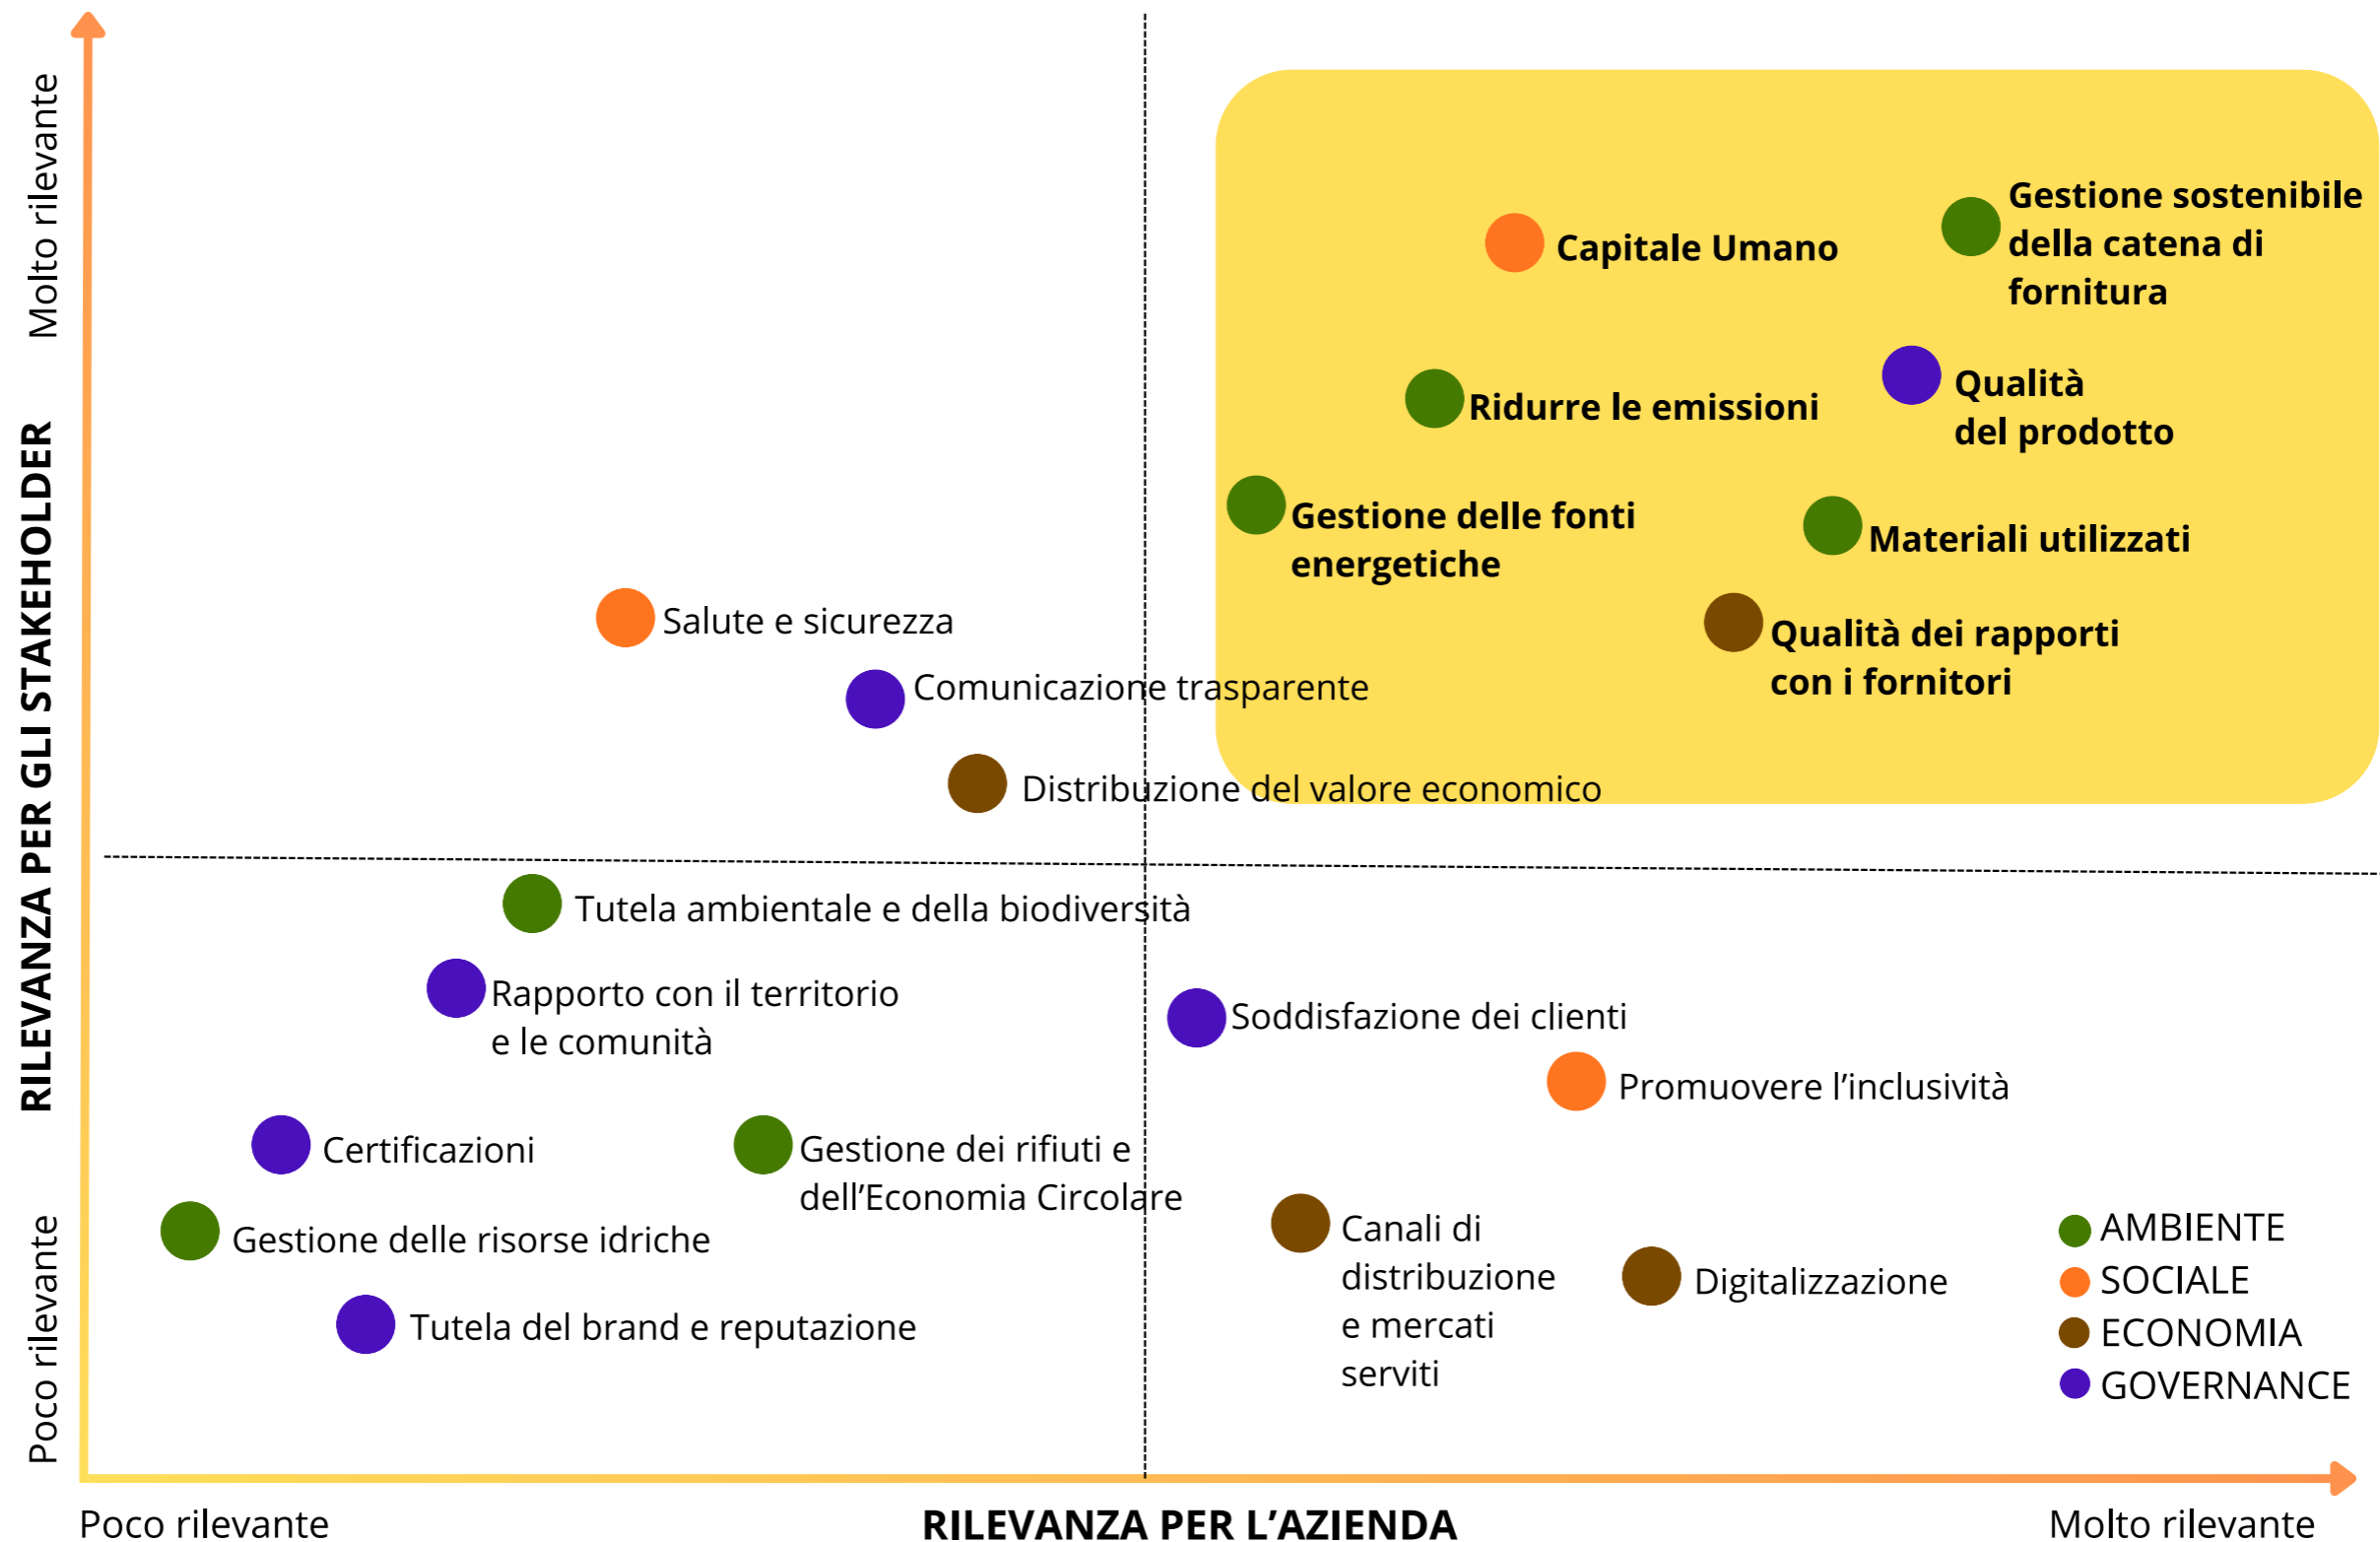 Molto rilevante
RILEVANZA PER GLI STAKEHOLDER
Poco rilevante
Capitale Umano
Gestione sostenibile
della catena di
fornitura
Ridurre le emissioni
Qualità
del prodotto
Gestione delle fonti
energetiche
Materiali utilizzati
Qualità dei rapporti
con i fornitori
Salute e sicurezza
Comunicazione trasparente
Distribuzione del valore economico
Tutela ambientale e della biodiversità
Rapporto con il territorio
e le comunità
Soddisfazione dei clienti
Promuovere l’inclusività
Certificazioni
Gestione dei rifiuti e
dell’Economia Circolare
Gestione delle risorse idriche
Tutela del brand e reputazione
Canali di
distribuzione
e mercati
serviti
Digitalizzazione
AMBIENTE
SOCIALE
ECONOMIA
GOVERNANCE
Poco rilevante
RILEVANZA PER L’AZIENDA
Molto rilevante